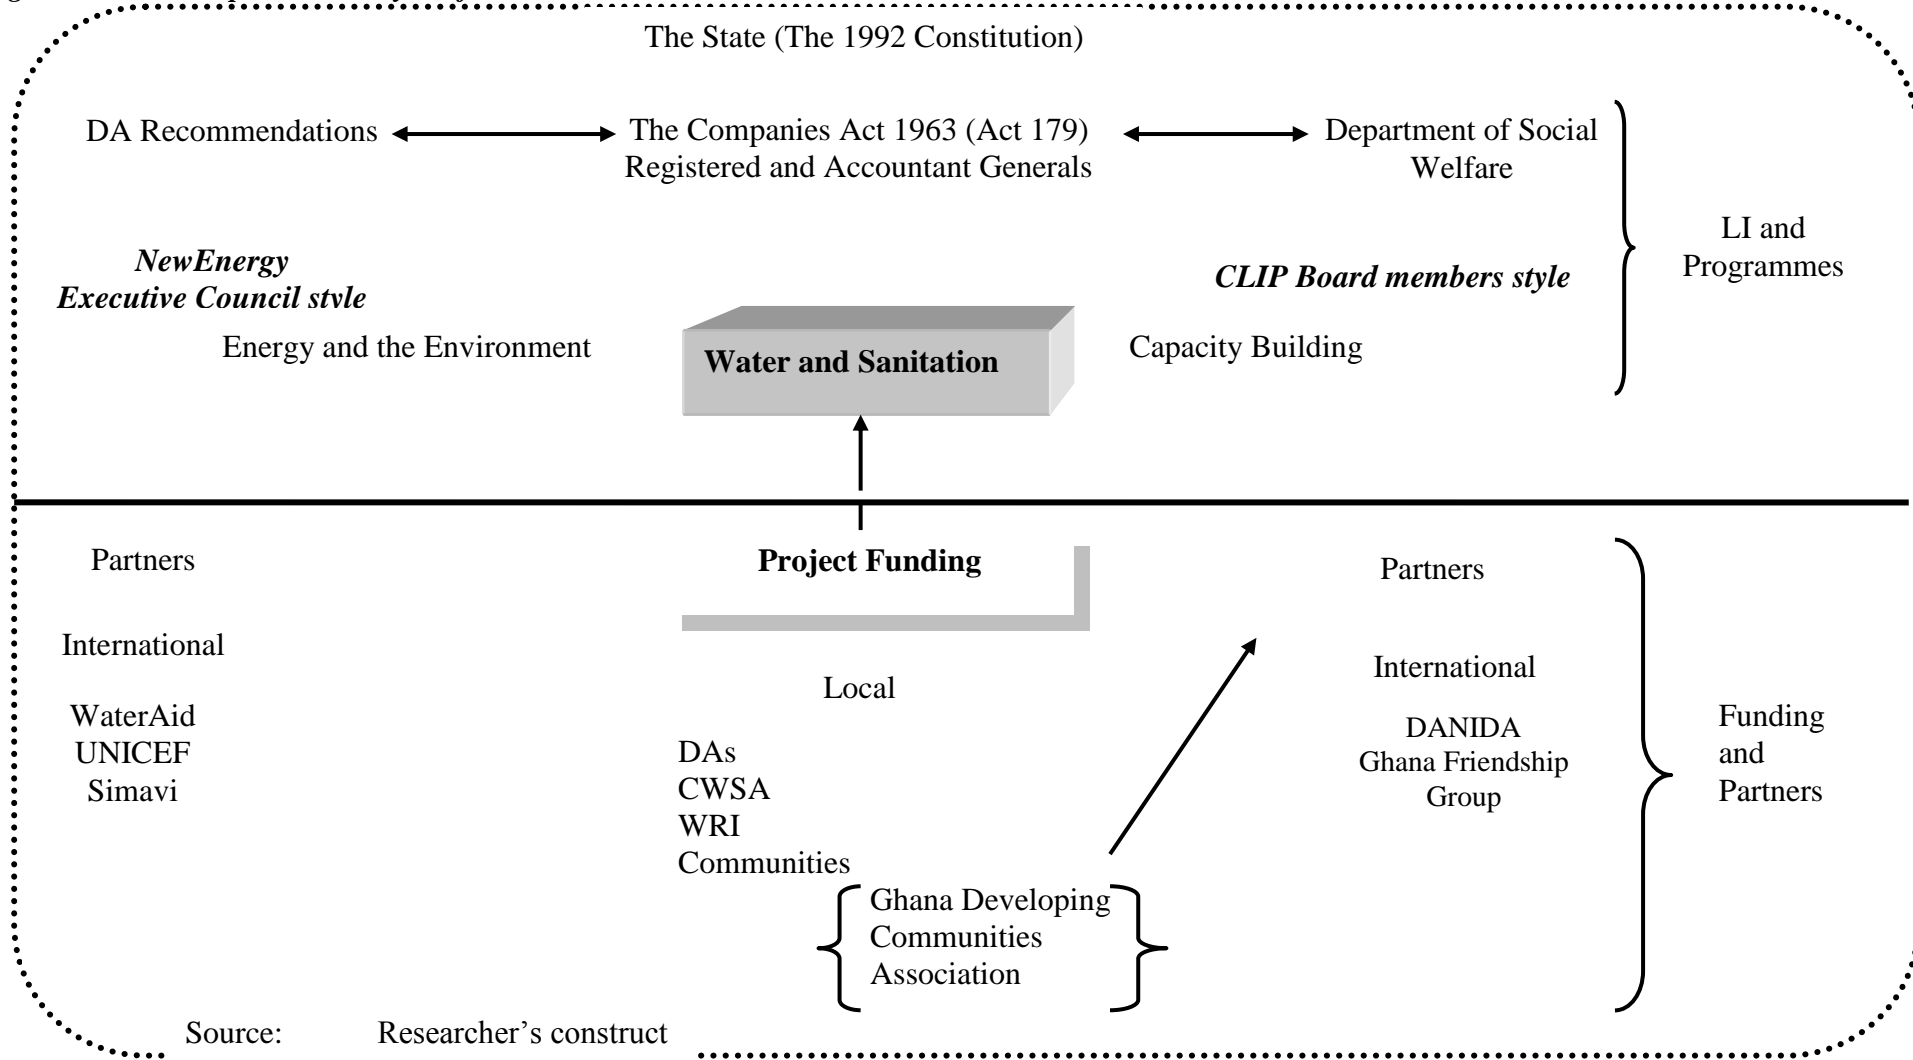 The State (The 1992 Constitution)
DA Recommendations
The Companies Act 1963 (Act 179)
Registered and Accountant Generals
Department of Social
Welfare
LI and
Programmes
NewEnergy
Executive Council style
CLIP Board members style
Energy and the Environment
Water and Sanitation
Capacity Building
Partners
International
WaterAid
UNICEF
Simavi
Project Funding
Local
DAs
CWSA
WRI
Communities
Ghana Developing
Communities
Association
Partners
International
DANIDA
Ghana Friendship
Group
Funding
and
Partners
Source: Researcher’s construct